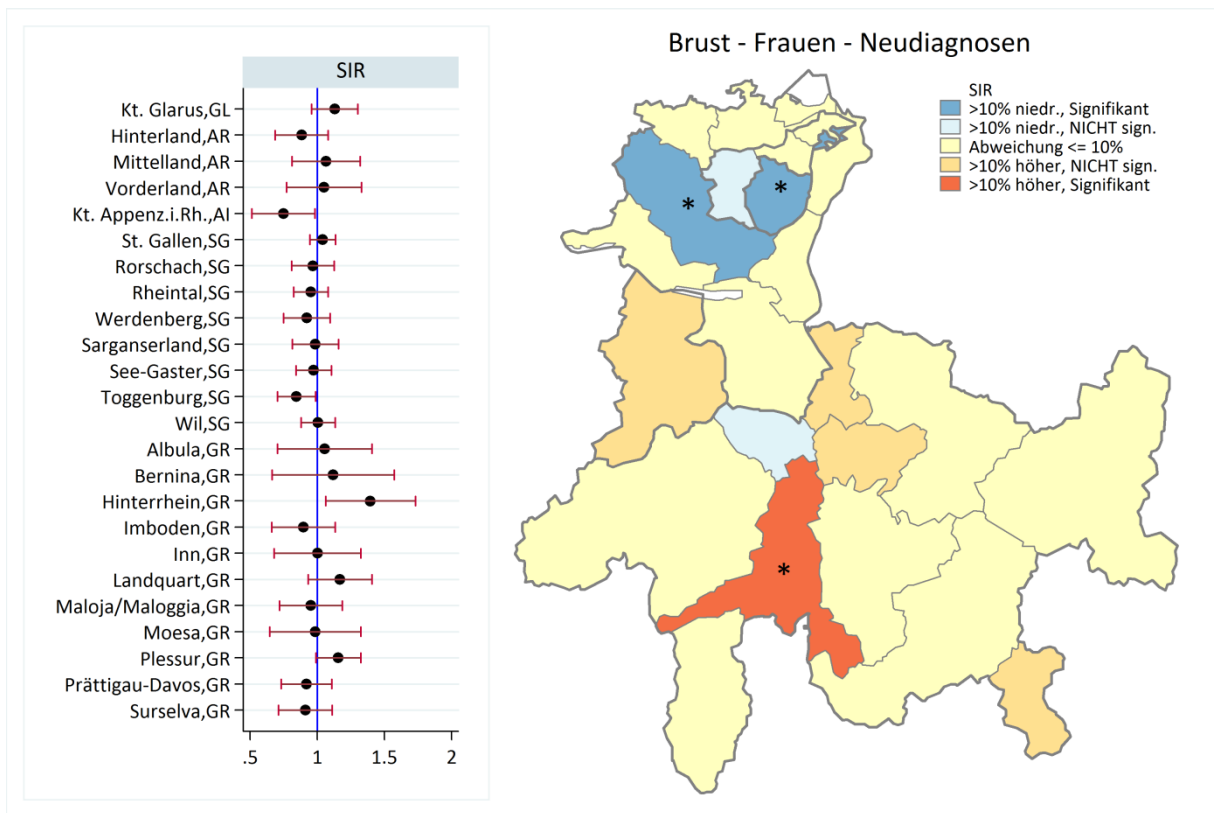 SIR
Kt. Glarus,GL
Hinterland,AR
Mittelland,AR
Vorderland,AR
Kt. Appenz.i.Rh.,AI
St. Gallen,SG
Rorschach,SG
Rheintal,SG
Werdenberg,SG
Sarganserland,SG
See-Gaster,SG
Toggenburg,SG
Wil,SG
Albula,GR
Bernina,GR
Hinterrhein,GR
Imboden,GR
Inn,GR
Landquart,GR
Maloja/Maloggia,GR
Moesa,GR
Plessur,GR
Prättigau-Davos,GR
Surselva,GR
.5 1 1.5 2
Brust - Frauen - Neudiagnosen
SIR
>10% niedr., Signifikant
>10% niedr., NICHT sign.
Abweichung <= 10%
>10% höher, NICHT sign.
>10% höher, Signifikant
*
*
*